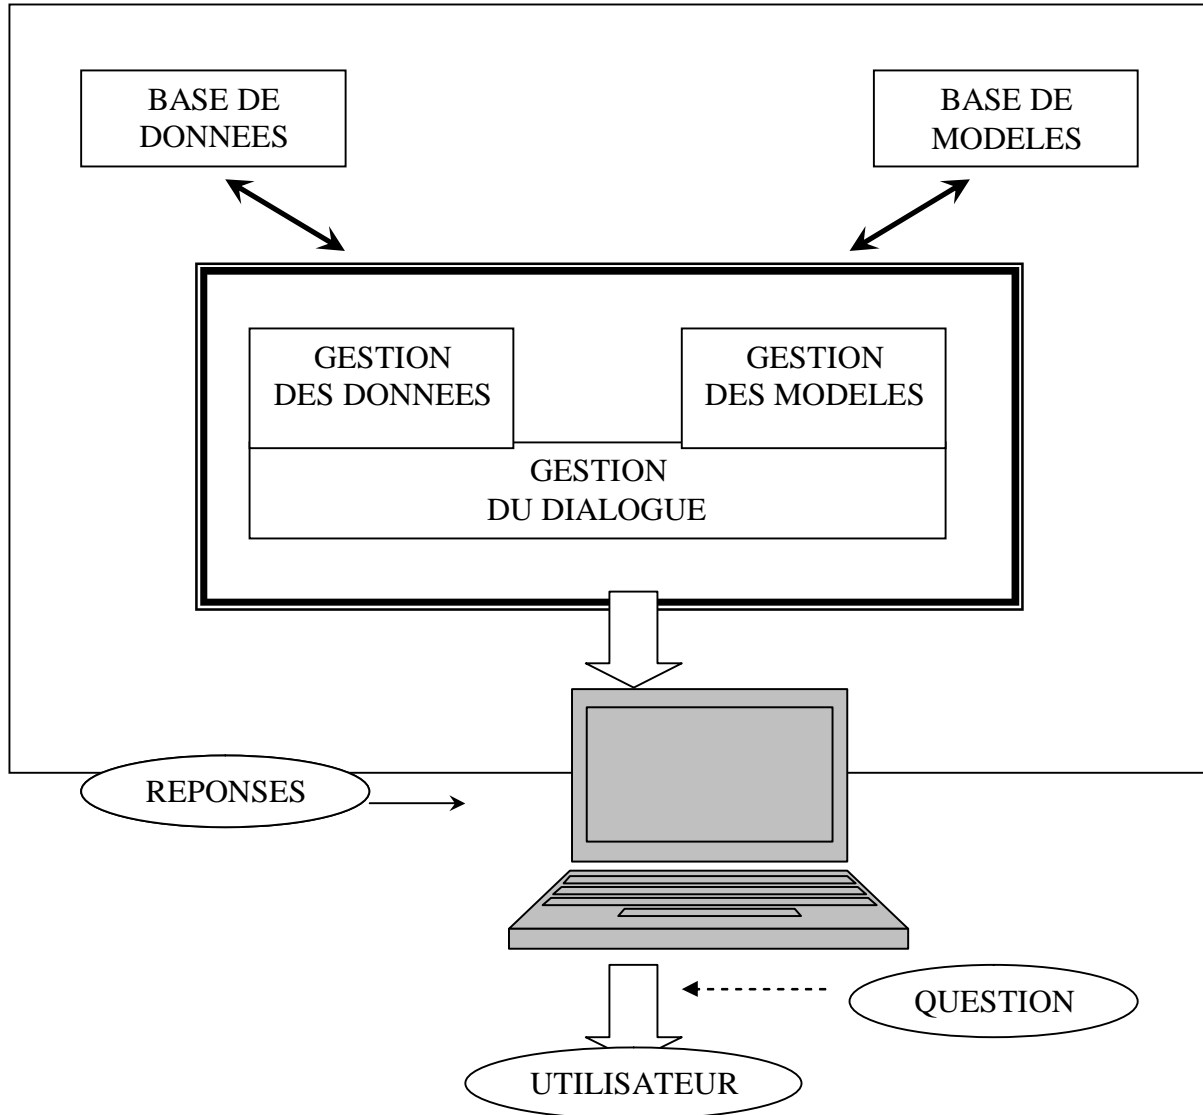 BASE DE
DONNEES
BASE DE
MODELES
GESTION
DES DONNEES
GESTION
DES MODELES
GESTION
DU DIALOGUE
REPONSES
QUESTION
UTILISATEUR